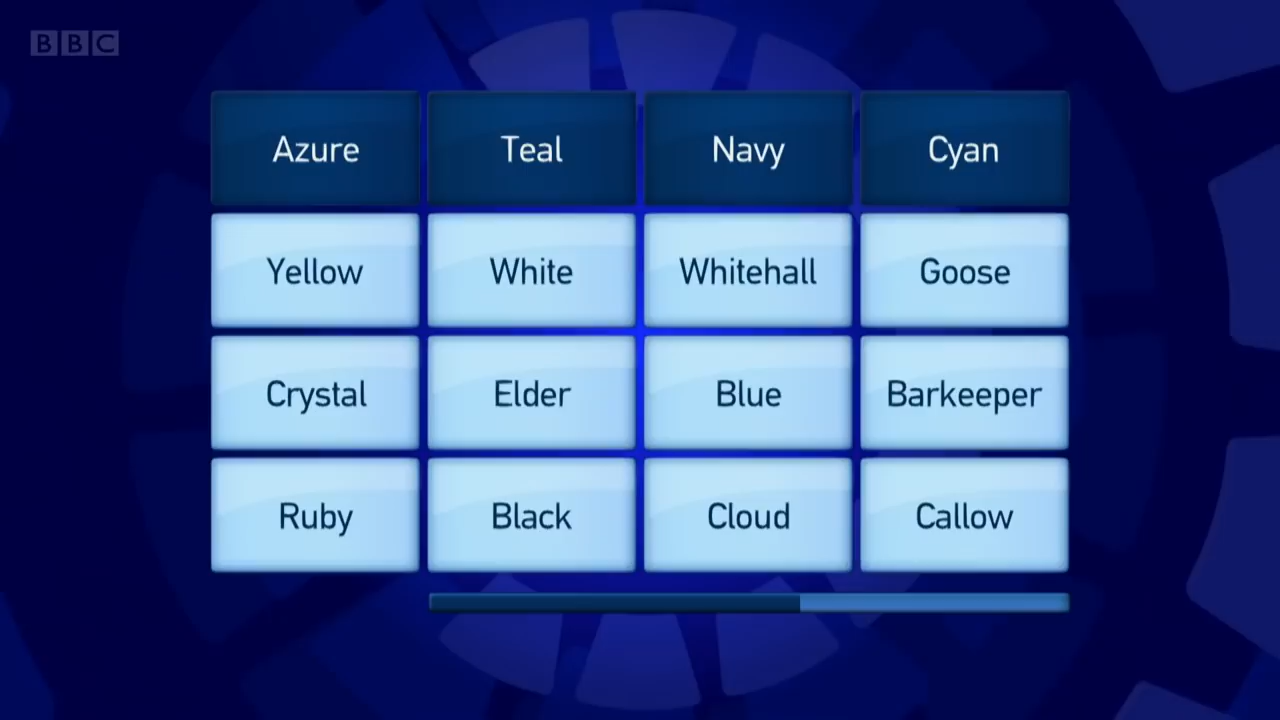 BBC
Azure Teal Navy Cyan
Yellow White Whitehall Goose
Crystal Elder Blue Barkeeper
Ruby Black Cloud Callow